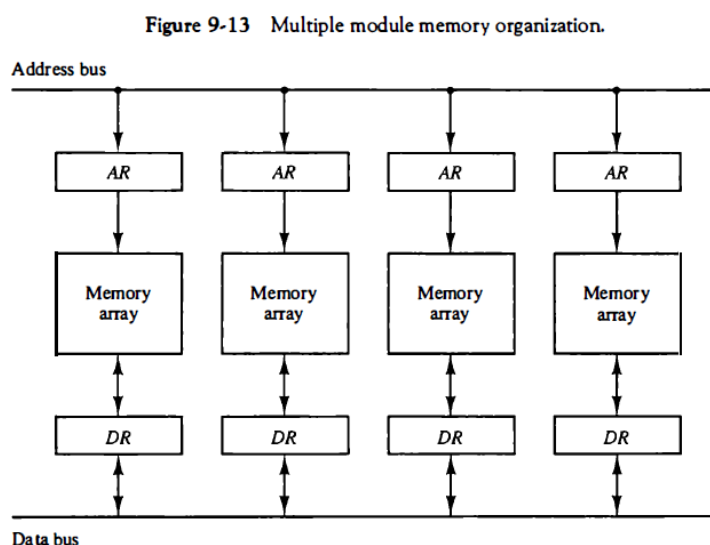 Figure 9-13 Multiple module memory organization.
Address bus
AR AR AR AR
Memory array Memory array Memory array Memory array
DR DR DR DR
Data bus